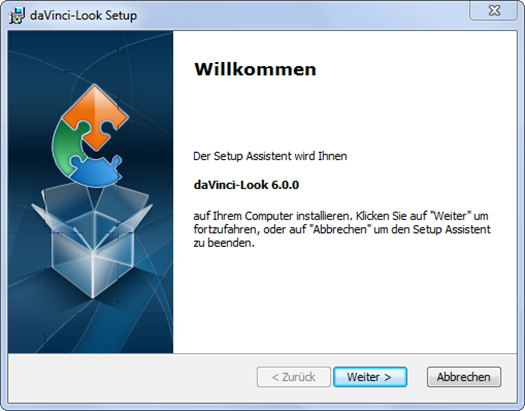 daVinci-Look Setup
Willkommen
Der Setup Assistent wird Ihnen
daVinci-Look 6.0.0
auf Ihrem Computer installieren. Klicken Sie auf "Weiter" um
fortzufahren, oder auf "Abbrechen" um den Setup Assistent
zu beenden.
< Zurück Weiter > Abbrechen